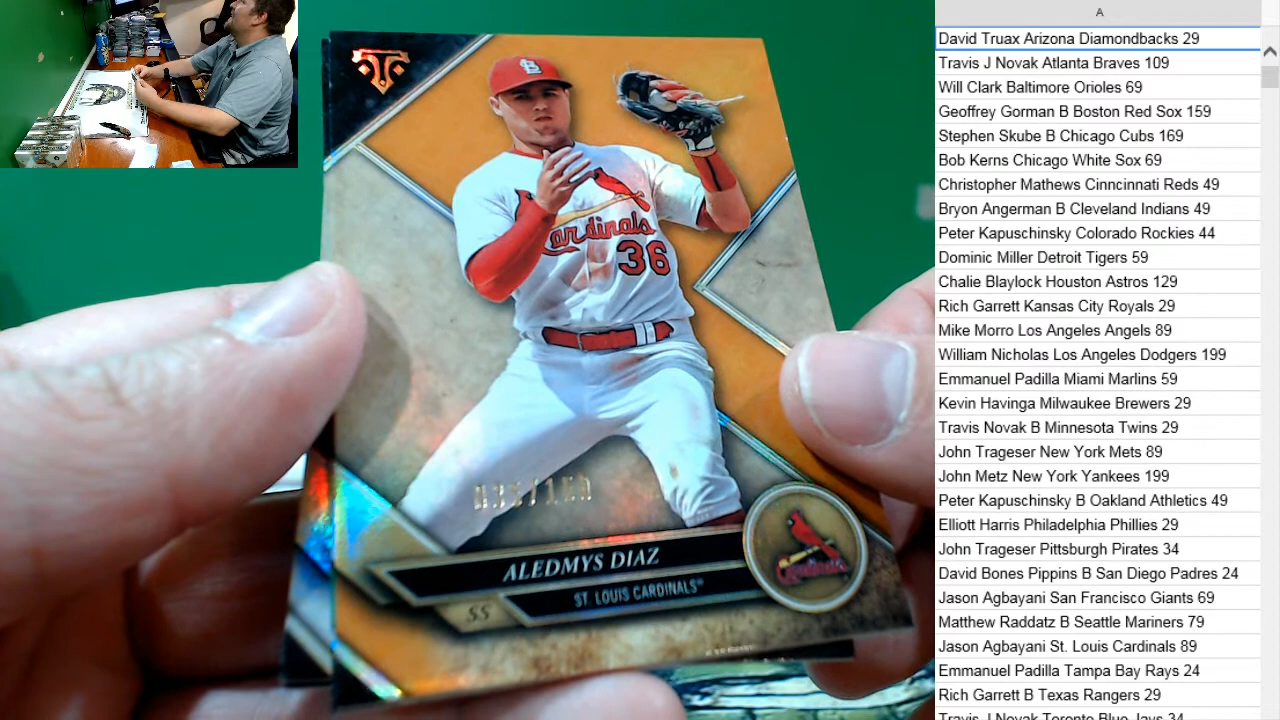 A
David Truax Arizona Diamondbacks 29
Travis J Novak Atlanta Braves 109
Will Clark Baltimore Orioles 69
Geoffrey Gorman B Boston Red Sox 159
Stephen Skube B Chicago Cubs 169
Bob Kerns Chicago White Sox 69
Christopher Mathews Cinncinnati Reds 49
Bryon Angerman B Cleveland Indians 49
Peter Kapuschinsky Colorado Rockies 44
Dominic Miller Detroit Tigers 59
Chalie Blaylock Houston Astros 129
Rich Garrett Kansas City Royals 29
Mike Morro Los Angeles Angels 89
William Nicholas Los Angeles Dodgers 199
Emmanuel Padilla Miami Marlins 59
Kevin Havinga Milwaukee Brewers 29
Travis Novak B Minnesota Twins 29
John Trageser New York Mets 89
John Metz New York Yankees 199
Peter Kapuschinsky B Oakland Athletics 49
Elliott Harris Philadelphia Phillies 29
John Trageser Pittsburgh Pirates 34
David Bones Pippins B San Diego Padres 24
Jason Agbayani San Francisco Giants 69
Matthew Raddatz B Seattle Mariners 79
Jason Agbayani St. Louis Cardinals 89
Emmanuel Padilla Tampa Bay Rays 24
Rich Garrett B Texas Rangers 29
Travis J Novak Toronto Blue Jays 34
Cardinals
36
ALEDMYS DIAZ
ST. LOUIS CARDINALS
SS
Cardinals